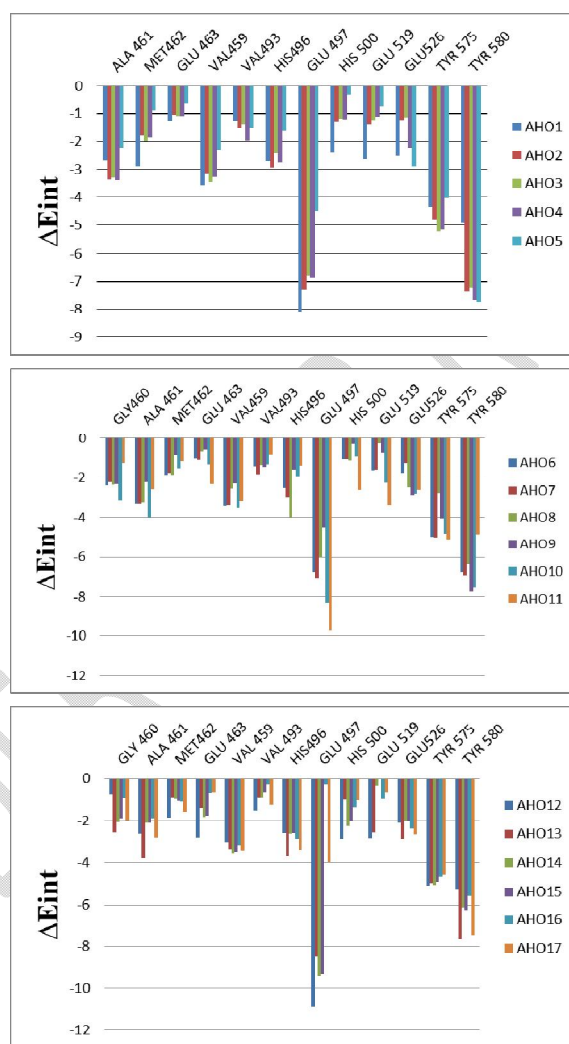 ALA 461 MET462 GLU 463 VAL459 VAL493 HIS496 GLU 497 HIS 500 GLU 519 GLU526 TYR 575 TYR 580
0
-1
-2
-3
-4
-5
-6
-7
-8
-9
ΔEint
AHO1
AHO2
AHO3
AHO4
AHO5
GLY460 ALA 461 MET462 GLU 463 VAL459 VAL493 HIS496 GLU 497 HIS 500 GLU 519 GLU526 TYR 575 TYR 580
0
-2
-4
-6
-8
-10
-12
AHO6
AHO7
AHO8
AHO9
AHO10
AHO11
GLY 460 ALA 461 MET462 GLU 463 VAL 459 VAL 493 HIS496 GLU 497 HIS 500 GLU 519 GLU526 TYR 575 TYR 580
0
-2
-4
-6
-8
-10
-12
ΔEint
AHO12
AHO13
AHO14
AHO15
AHO16
AHO17